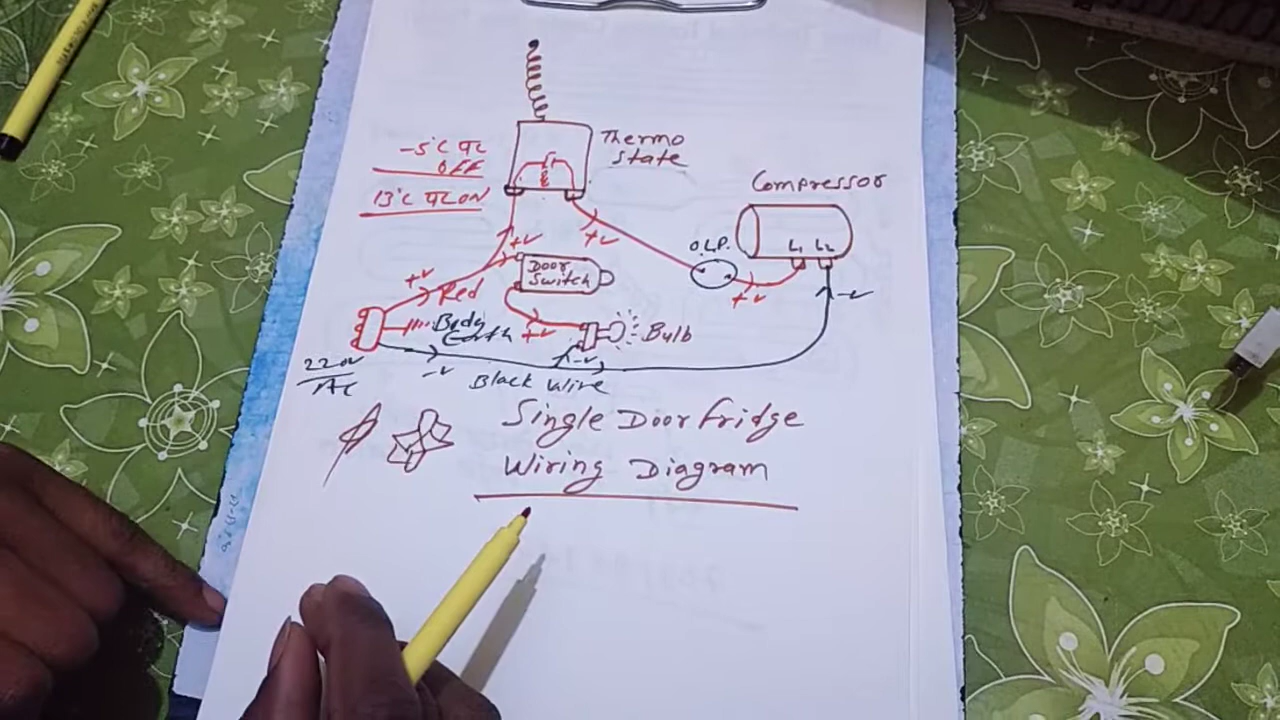 Thermo
State
-5°C पर
OFF
13°C पर ON
Compressor
L1 L2
O.L.P.
+v
+v
+v
Red
Door
Switch
+v
+v
-v
Body
Earth
Bulb
220v
AC
-v
-v
Black Wire
Single Door Fridge
Wiring Diagram